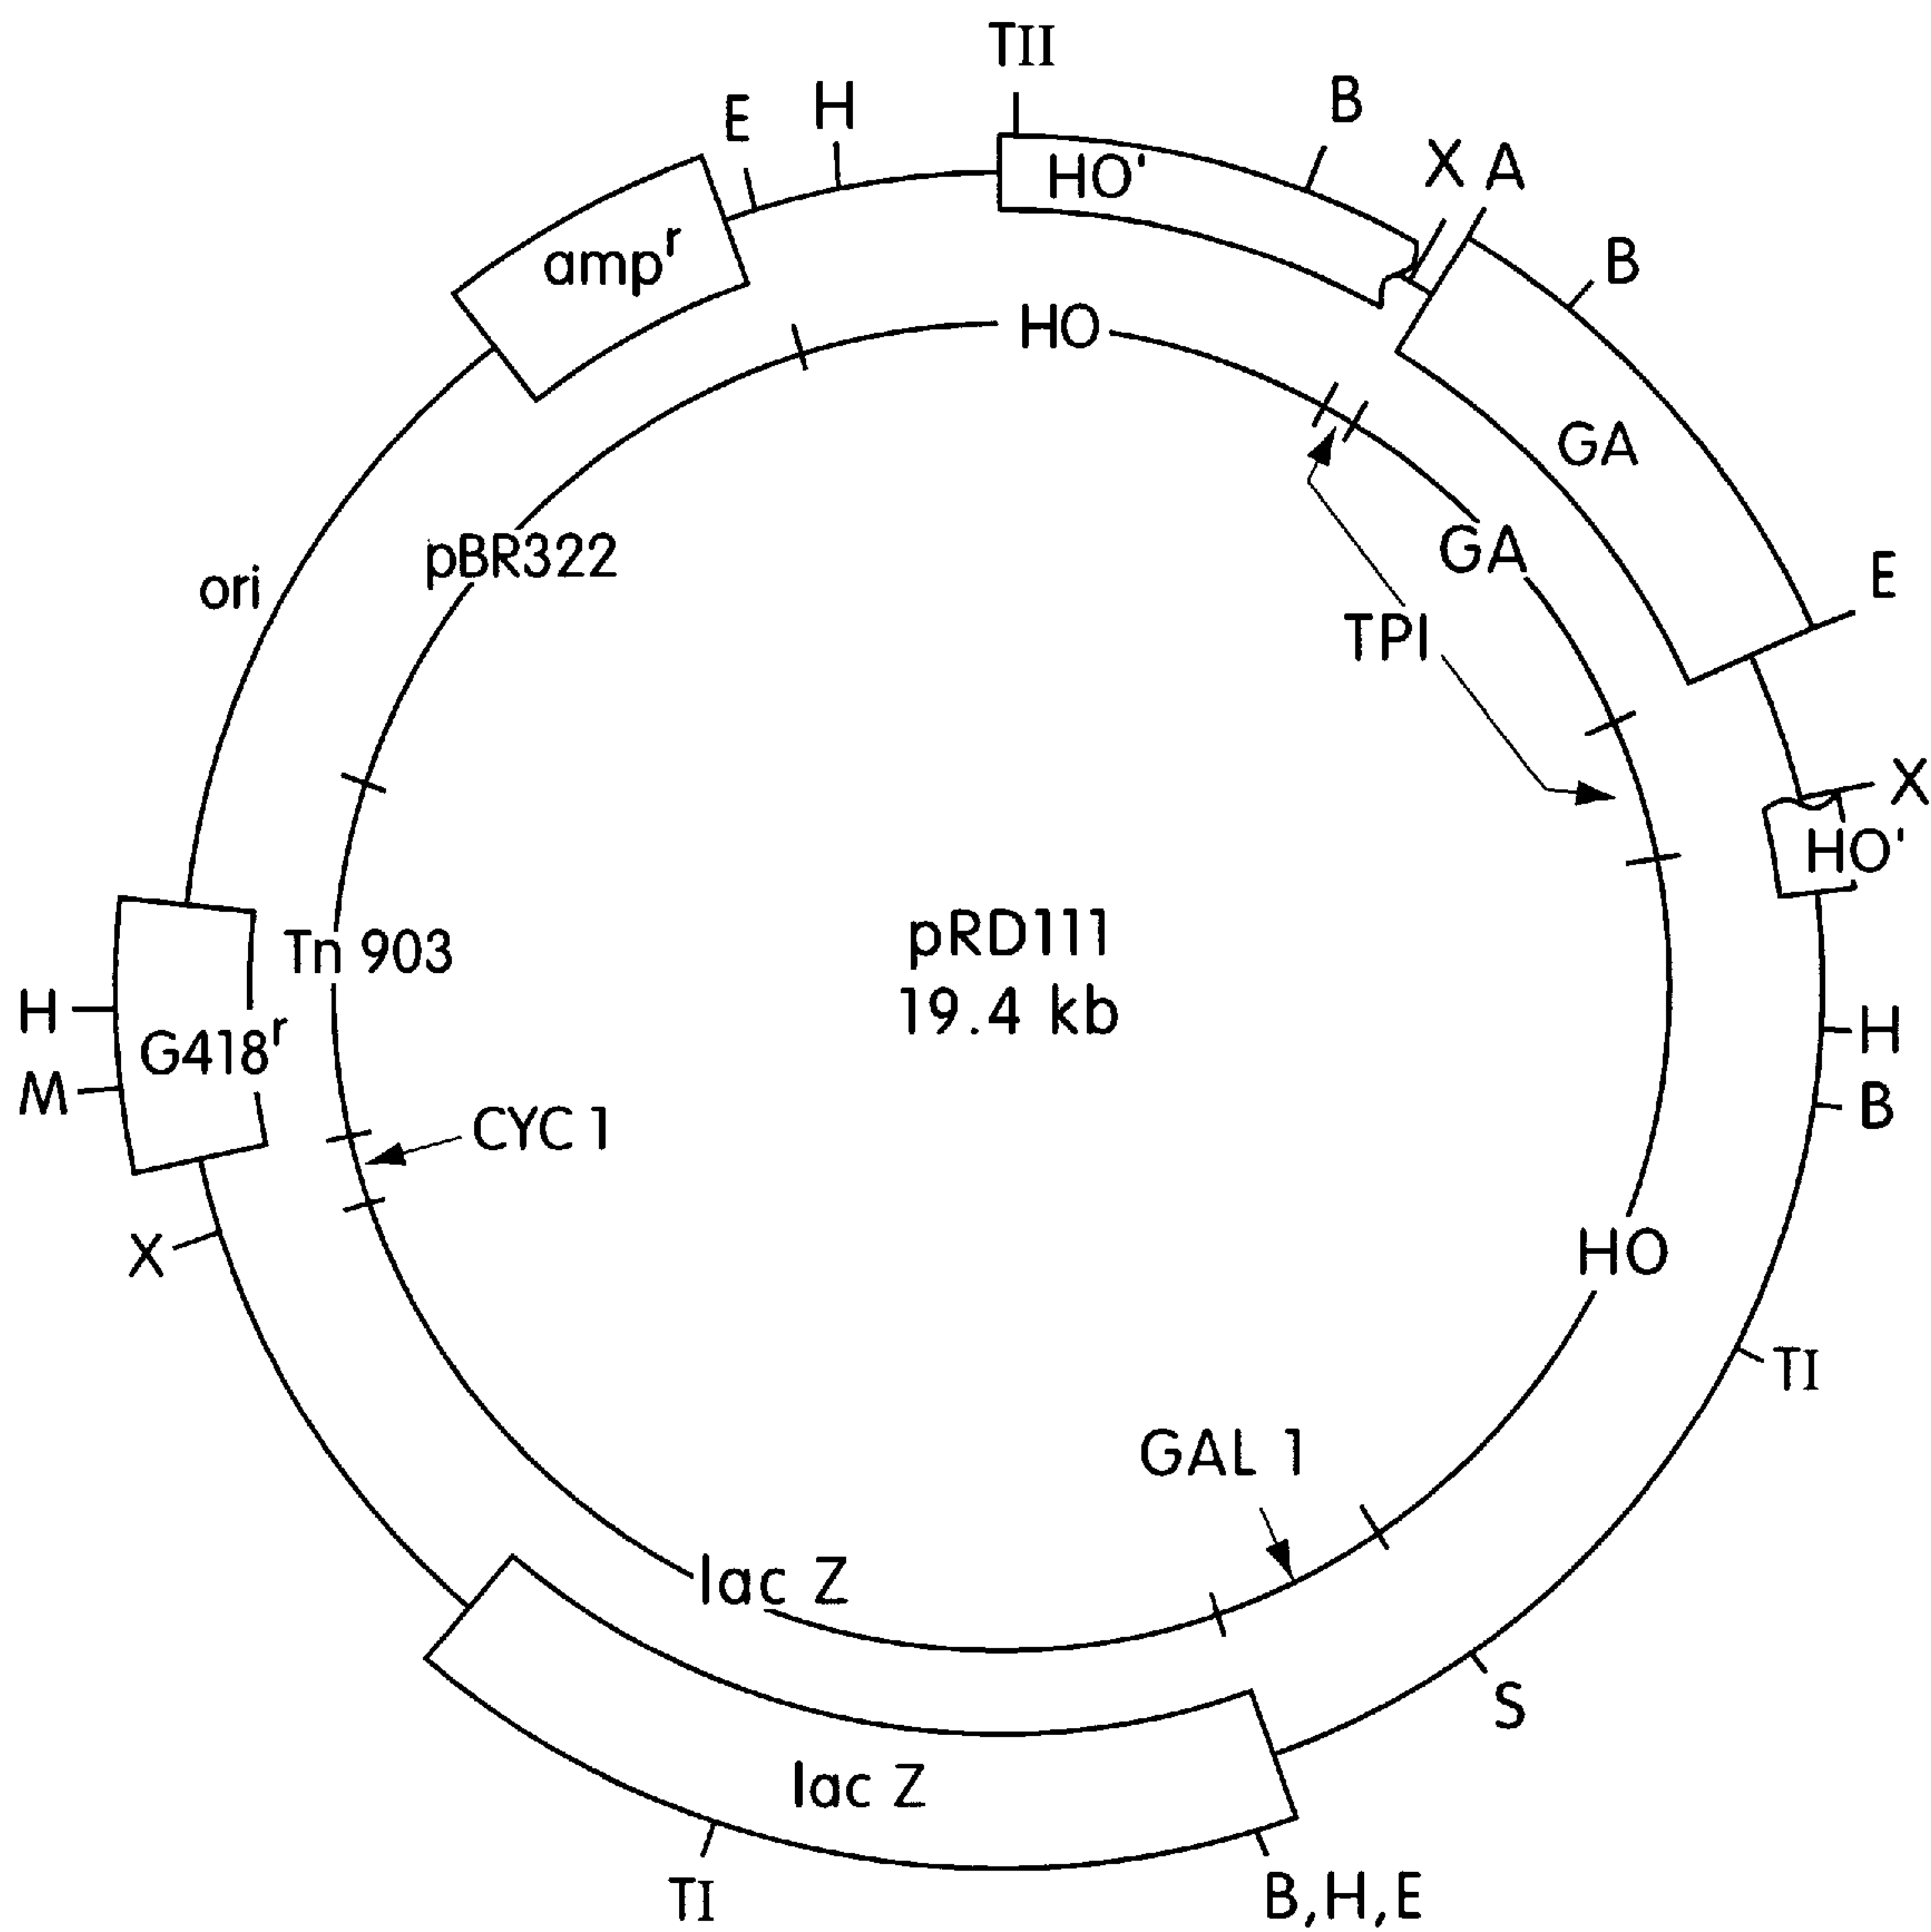 TII
B
H
E
X A
HO'
B
amp^r
HO
GA
pBR322
GA
E
ori
TPI
X
HO'
pRD111
Tn 903
19.4 kb
H
H
G418^r
M
B
CYC 1
X
HO
TI
GAL 1
lac Z
S
lac Z
TI
B,H,E